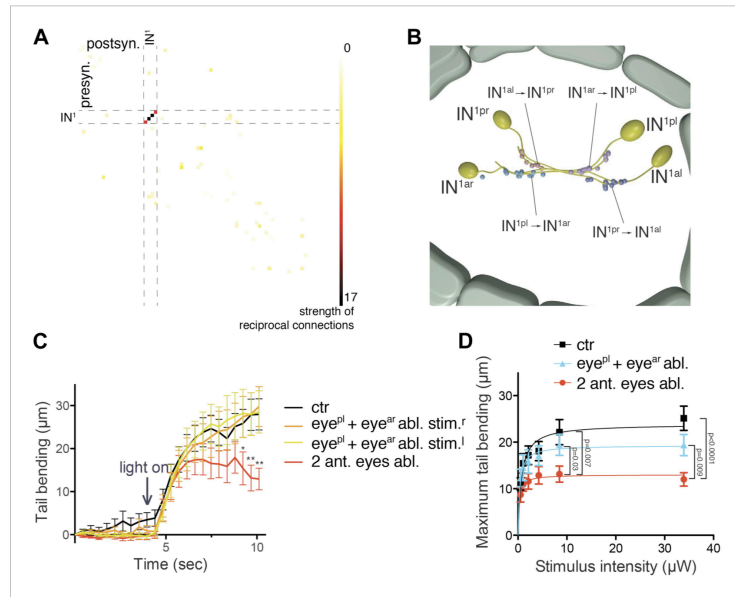 A
postsyn.
IN¹
presyn.
IN¹
0
17
strength of
reciprocal connections
B
IN¹ᵃˡ → IN¹ᵖʳ
IN¹ᵃʳ → IN¹ᵖˡ
IN¹ᵖʳ
IN¹ᵖˡ
IN¹ᵃʳ
IN¹ᵃˡ
IN¹ᵖˡ → IN¹ᵃʳ
IN¹ᵖʳ → IN¹ᵃˡ
C
Tail bending (µm)
30
20
10
0
light on
*
**
**
5
10
Time (sec)
ctr
eyeᵖˡ + eyeᵃʳ abl. stim.ʳ
eyeᵖˡ + eyeᵃʳ abl. stim.ˡ
2 ant. eyes abl.
D
ctr
eyeᵖˡ + eyeᵃʳ abl.
2 ant. eyes abl.
Maximum tail bending (µm)
30
20
10
0
p=0.03
p=0.007
p=0.009
p<0.0001
0
10
20
30
40
Stimulus intensity (µW)